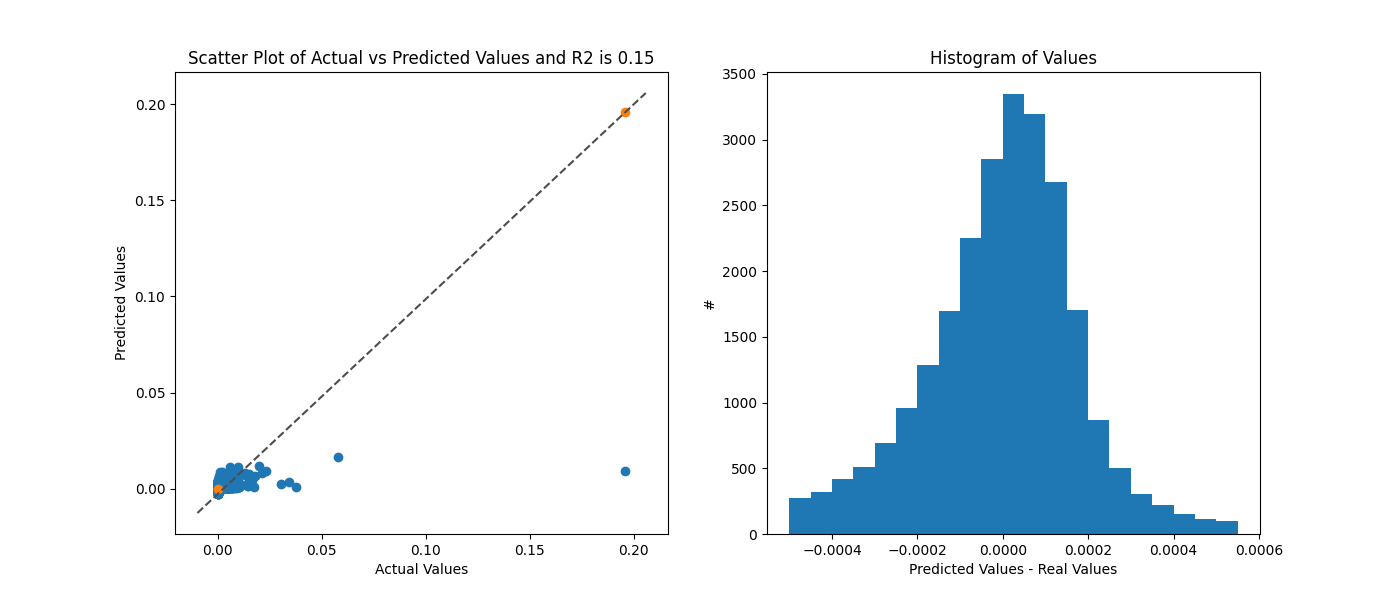 Scatter Plot of Actual vs Predicted Values and R2 is 0.15
0.20
0.15
0.10
0.05
0.00
Predicted Values
0.00 0.05 0.10 0.15 0.20
Actual Values
Histogram of Values
3500
3000
2500
2000
1500
1000
500
0
#
−0.0004 −0.0002 0.0000 0.0002 0.0004 0.0006
Predicted Values - Real Values